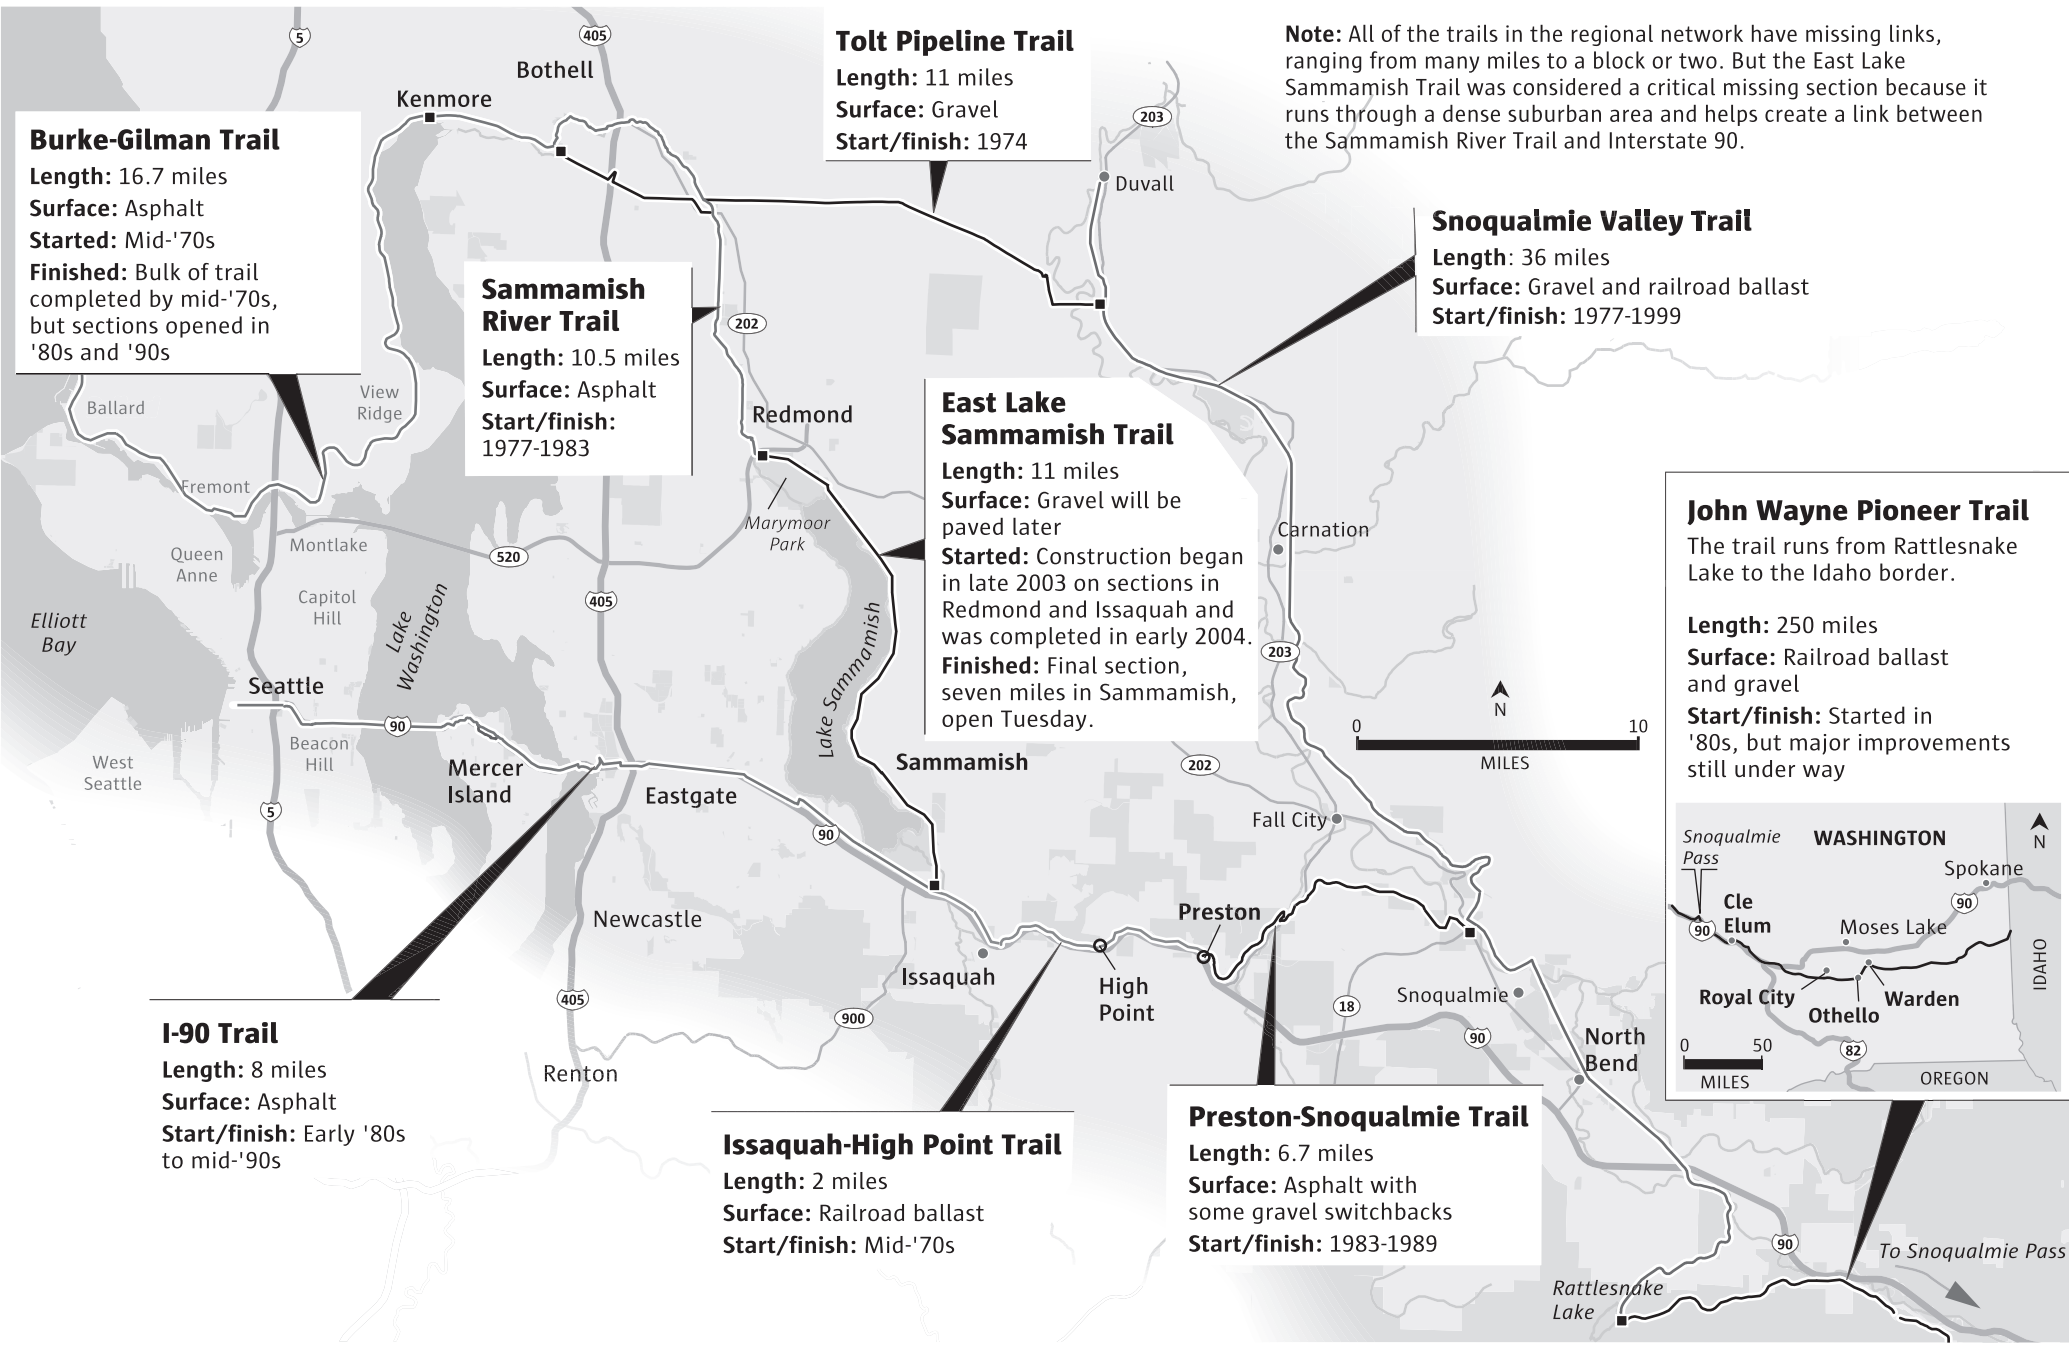 Note: All of the trails in the regional network have missing links,
ranging from many miles to a block or two. But the East Lake
Sammamish Trail was considered a critical missing section because it
runs through a dense suburban area and helps create a link between
the Sammamish River Trail and Interstate 90.
Tolt Pipeline Trail
Length: 11 miles
Surface: Gravel
Start/finish: 1974
5
405
Bothell
Kenmore
203
Duvall
Burke-Gilman Trail
Length: 16.7 miles
Surface: Asphalt
Started: Mid-'70s
Finished: Bulk of trail
completed by mid-'70s,
but sections opened in
'80s and '90s
Snoqualmie Valley Trail
Length: 36 miles
Surface: Gravel and railroad ballast
Start/finish: 1977-1999
Sammamish
River Trail
Length: 10.5 miles
Surface: Asphalt
Start/finish:
1977-1983
202
Redmond
Marymoor
Park
East Lake
Sammamish Trail
Length: 11 miles
Surface: Gravel will be
paved later
Started: Construction began
in late 2003 on sections in
Redmond and Issaquah and
was completed in early 2004.
Finished: Final section,
seven miles in Sammamish,
open Tuesday.
Ballard
View
Ridge
Fremont
Queen
Anne
Montlake
520
Capitol
Hill
Elliott
Bay
Lake
Washington
405
Lake Sammamish
Carnation
203
Seattle
90
Beacon
Hill
West
Seattle
5
Mercer
Island
Eastgate
90
Sammamish
202
Fall City
N
0
10
MILES
John Wayne Pioneer Trail
The trail runs from Rattlesnake
Lake to the Idaho border.
Length: 250 miles
Surface: Railroad ballast
and gravel
Start/finish: Started in
'80s, but major improvements
still under way
Snoqualmie
Pass
WASHINGTON
N
Spokane
90
Cle
Elum
90
Moses Lake
Royal City
Othello
Warden
IDAHO
0
50
MILES
82
OREGON
Newcastle
Issaquah
High
Point
Preston
Snoqualmie
18
90
North
Bend
405
900
Renton
I-90 Trail
Length: 8 miles
Surface: Asphalt
Start/finish: Early '80s
to mid-'90s
Issaquah-High Point Trail
Length: 2 miles
Surface: Railroad ballast
Start/finish: Mid-'70s
Preston-Snoqualmie Trail
Length: 6.7 miles
Surface: Asphalt with
some gravel switchbacks
Start/finish: 1983-1989
90
To Snoqualmie Pass
Rattlesnake
Lake